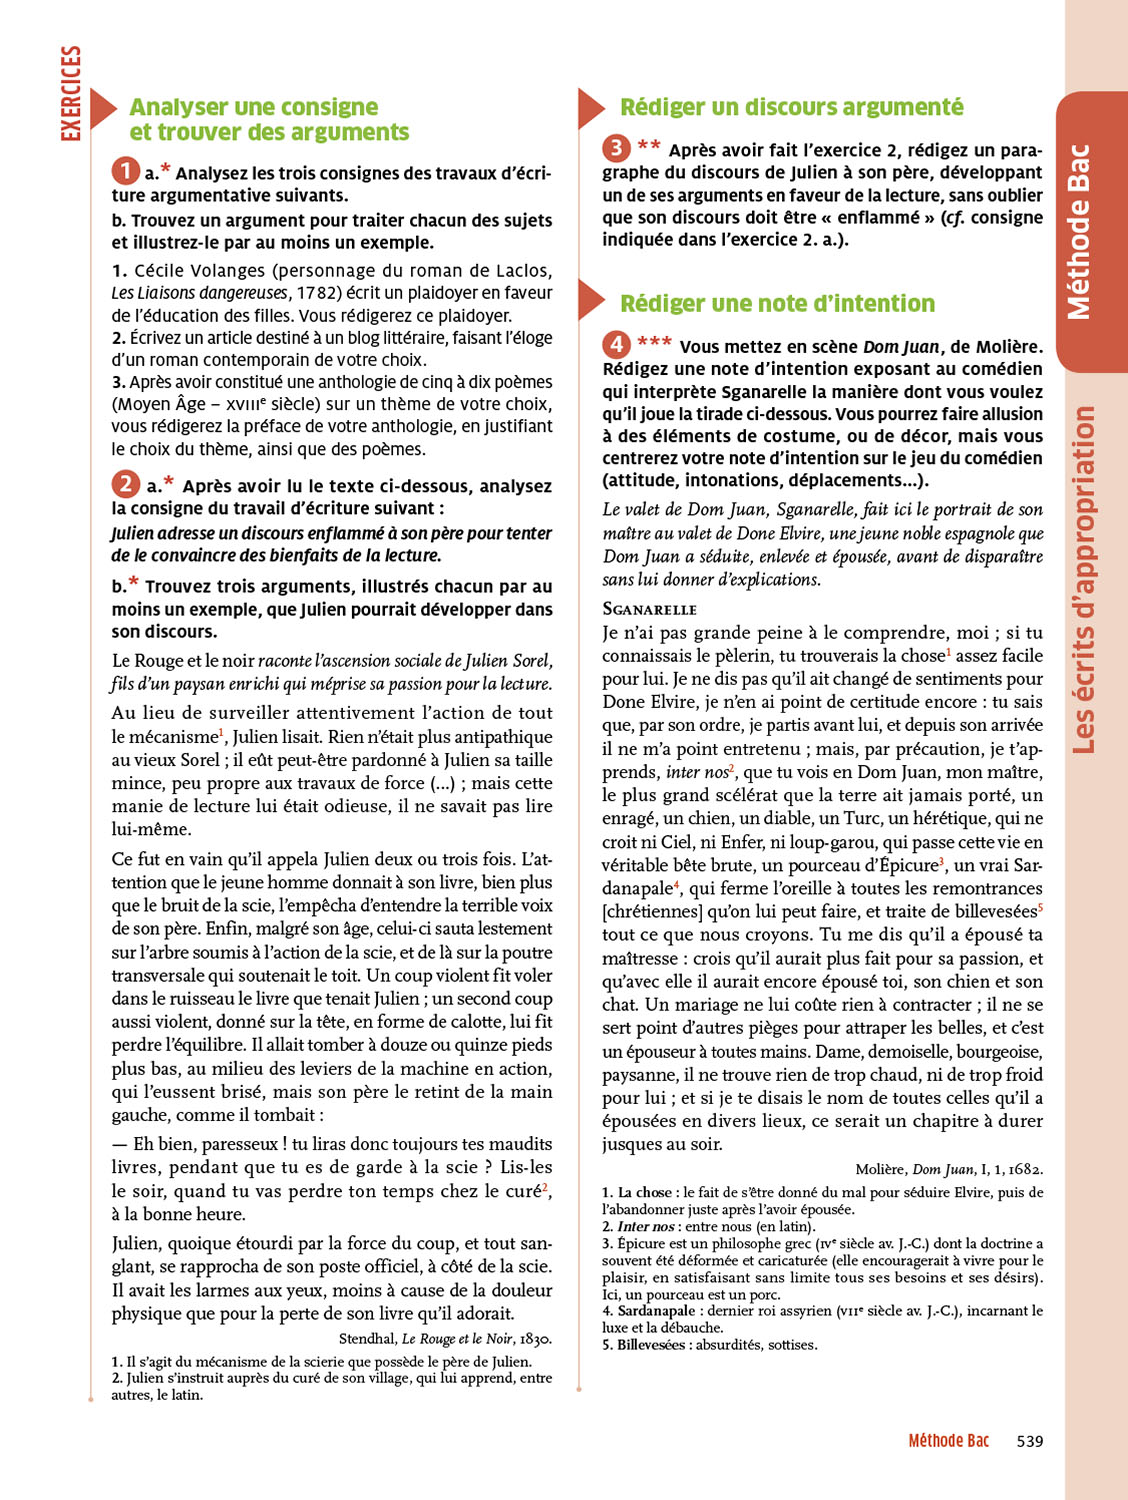 EXERCICES
Analyser une consigne
et trouver des arguments
1 a.* Analysez les trois consignes des travaux d'écri-
ture argumentative suivants.
b. Trouvez un argument pour traiter chacun des sujets
et illustrez-le par au moins un exemple.
1. Cécile Volanges (personnage du roman de Laclos,
Les Liaisons dangereuses, 1782) écrit un plaidoyer en faveur
de l'éducation des filles. Vous rédigerez ce plaidoyer.
2. Écrivez un article destiné à un blog littéraire, faisant l'éloge
d'un roman contemporain de votre choix.
3. Après avoir constitué une anthologie de cinq à dix poèmes
(Moyen Âge – XVIIIe siècle) sur un thème de votre choix,
vous rédigerez la préface de votre anthologie, en justifiant
le choix du thème, ainsi que des poèmes.
2 a.* Après avoir lu le texte ci-dessous, analysez
la consigne du travail d'écriture suivant :
Julien adresse un discours enflammé à son père pour tenter
de le convaincre des bienfaits de la lecture.
b.* Trouvez trois arguments, illustrés chacun par au
moins un exemple, que Julien pourrait développer dans
son discours.
Le Rouge et le noir raconte l'ascension sociale de Julien Sorel,
fils d'un paysan enrichi qui méprise sa passion pour la lecture.
Au lieu de surveiller attentivement l'action de tout
le mécanisme1, Julien lisait. Rien n'était plus antipathique
au vieux Sorel ; il eût peut-être pardonné à Julien sa taille
mince, peu propre aux travaux de force (...) ; mais cette
manie de lecture lui était odieuse, il ne savait pas lire
lui-même.
Ce fut en vain qu'il appela Julien deux ou trois fois. L'at-
tention que le jeune homme donnait à son livre, bien plus
que le bruit de la scie, l'empêcha d'entendre la terrible voix
de son père. Enfin, malgré son âge, celui-ci sauta lestement
sur l'arbre soumis à l'action de la scie, et de là sur la poutre
transversale qui soutenait le toit. Un coup violent fit voler
dans le ruisseau le livre que tenait Julien ; un second coup
aussi violent, donné sur la tête, en forme de calotte, lui fit
perdre l'équilibre. Il allait tomber à douze ou quinze pieds
plus bas, au milieu des leviers de la machine en action,
qui l'eussent brisé, mais son père le retint de la main
gauche, comme il tombait :
— Eh bien, paresseux ! tu liras donc toujours tes maudits
livres, pendant que tu es de garde à la scie ? Lis-les
le soir, quand tu vas perdre ton temps chez le curé2,
à la bonne heure.
Julien, quoique étourdi par la force du coup, et tout san-
glant, se rapprocha de son poste officiel, à côté de la scie.
Il avait les larmes aux yeux, moins à cause de la douleur
physique que pour la perte de son livre qu'il adorait.
Stendhal, Le Rouge et le Noir, 1830.
1. Il s'agit du mécanisme de la scierie que possède le père de Julien.
2. Julien s'instruit auprès du curé de son village, qui lui apprend, entre
autres, le latin.
Rédiger un discours argumenté
3 ** Après avoir fait l'exercice 2, rédigez un para-
graphe du discours de Julien à son père, développant
un de ses arguments en faveur de la lecture, sans oublier
que son discours doit être « enflammé » (cf. consigne
indiquée dans l'exercice 2. a.).
Rédiger une note d'intention
4 *** Vous mettez en scène Dom Juan, de Molière.
Rédigez une note d'intention exposant au comédien
qui interprète Sganarelle la manière dont vous voulez
qu'il joue la tirade ci-dessous. Vous pourrez faire allusion
à des éléments de costume, ou de décor, mais vous
centrerez votre note d'intention sur le jeu du comédien
(attitude, intonations, déplacements...).
Le valet de Dom Juan, Sganarelle, fait ici le portrait de son
maître au valet de Done Elvire, une jeune noble espagnole que
Dom Juan a séduite, enlevée et épousée, avant de disparaître
sans lui donner d'explications.
SGANARELLE
Je n'ai pas grande peine à le comprendre, moi ; si tu
connaissais le pèlerin, tu trouverais la chose1 assez facile
pour lui. Je ne dis pas qu'il ait changé de sentiments pour
Done Elvire, je n'en ai point de certitude encore : tu sais
que, par son ordre, je partis avant lui, et depuis son arrivée
il ne m'a point entretenu ; mais, par précaution, je t'ap-
prends, inter nos2, que tu vois en Dom Juan, mon maître,
le plus grand scélérat que la terre ait jamais porté, un
enragé, un chien, un diable, un Turc, un hérétique, qui ne
croit ni Ciel, ni Enfer, ni loup-garou, qui passe cette vie en
véritable bête brute, un pourceau d'Épicure3, un vrai Sar-
danapale4, qui ferme l'oreille à toutes les remontrances
[chrétiennes] qu'on lui peut faire, et traite de billevesées5
tout ce que nous croyons. Tu me dis qu'il a épousé ta
maîtresse : crois qu'il aurait plus fait pour sa passion, et
qu'avec elle il aurait encore épousé toi, son chien et son
chat. Un mariage ne lui coûte rien à contracter ; il ne se
sert point d'autres pièges pour attraper les belles, et c'est
un épouseur à toutes mains. Dame, demoiselle, bourgeoise,
paysanne, il ne trouve rien de trop chaud, ni de trop froid
pour lui ; et si je te disais le nom de toutes celles qu'il a
épousées en divers lieux, ce serait un chapitre à durer
jusques au soir.
Molière, Dom Juan, I, 1, 1682.
1. La chose : le fait de s'être donné du mal pour séduire Elvire, puis de
l'abandonner juste après l'avoir épousée.
2. Inter nos : entre nous (en latin).
3. Épicure est un philosophe grec (IVe siècle av. J.-C.) dont la doctrine a
souvent été déformée et caricaturée (elle encouragerait à vivre pour le
plaisir, en satisfaisant sans limite tous ses besoins et ses désirs).
Ici, un pourceau est un porc.
4. Sardanapale : dernier roi assyrien (VIIe siècle av. J.-C.), incarnant le
luxe et la débauche.
5. Billevesées : absurdités, sottises.
Méthode Bac
Les écrits d'appropriation
Méthode Bac 539